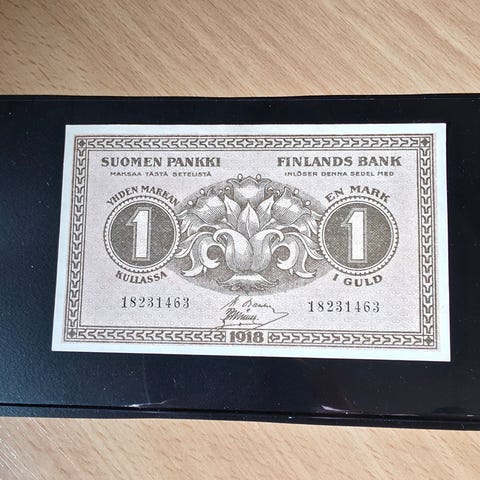 SUOMEN PANKKI
MAKSAA TÄSTÄ SETELISTÄ
YHDEN MARKAN
1
KULLASSA
18231463
FINLANDS BANK
INLÖSER DENNA SEDEL MED
EN MARK
1
I GULD
18231463
1918